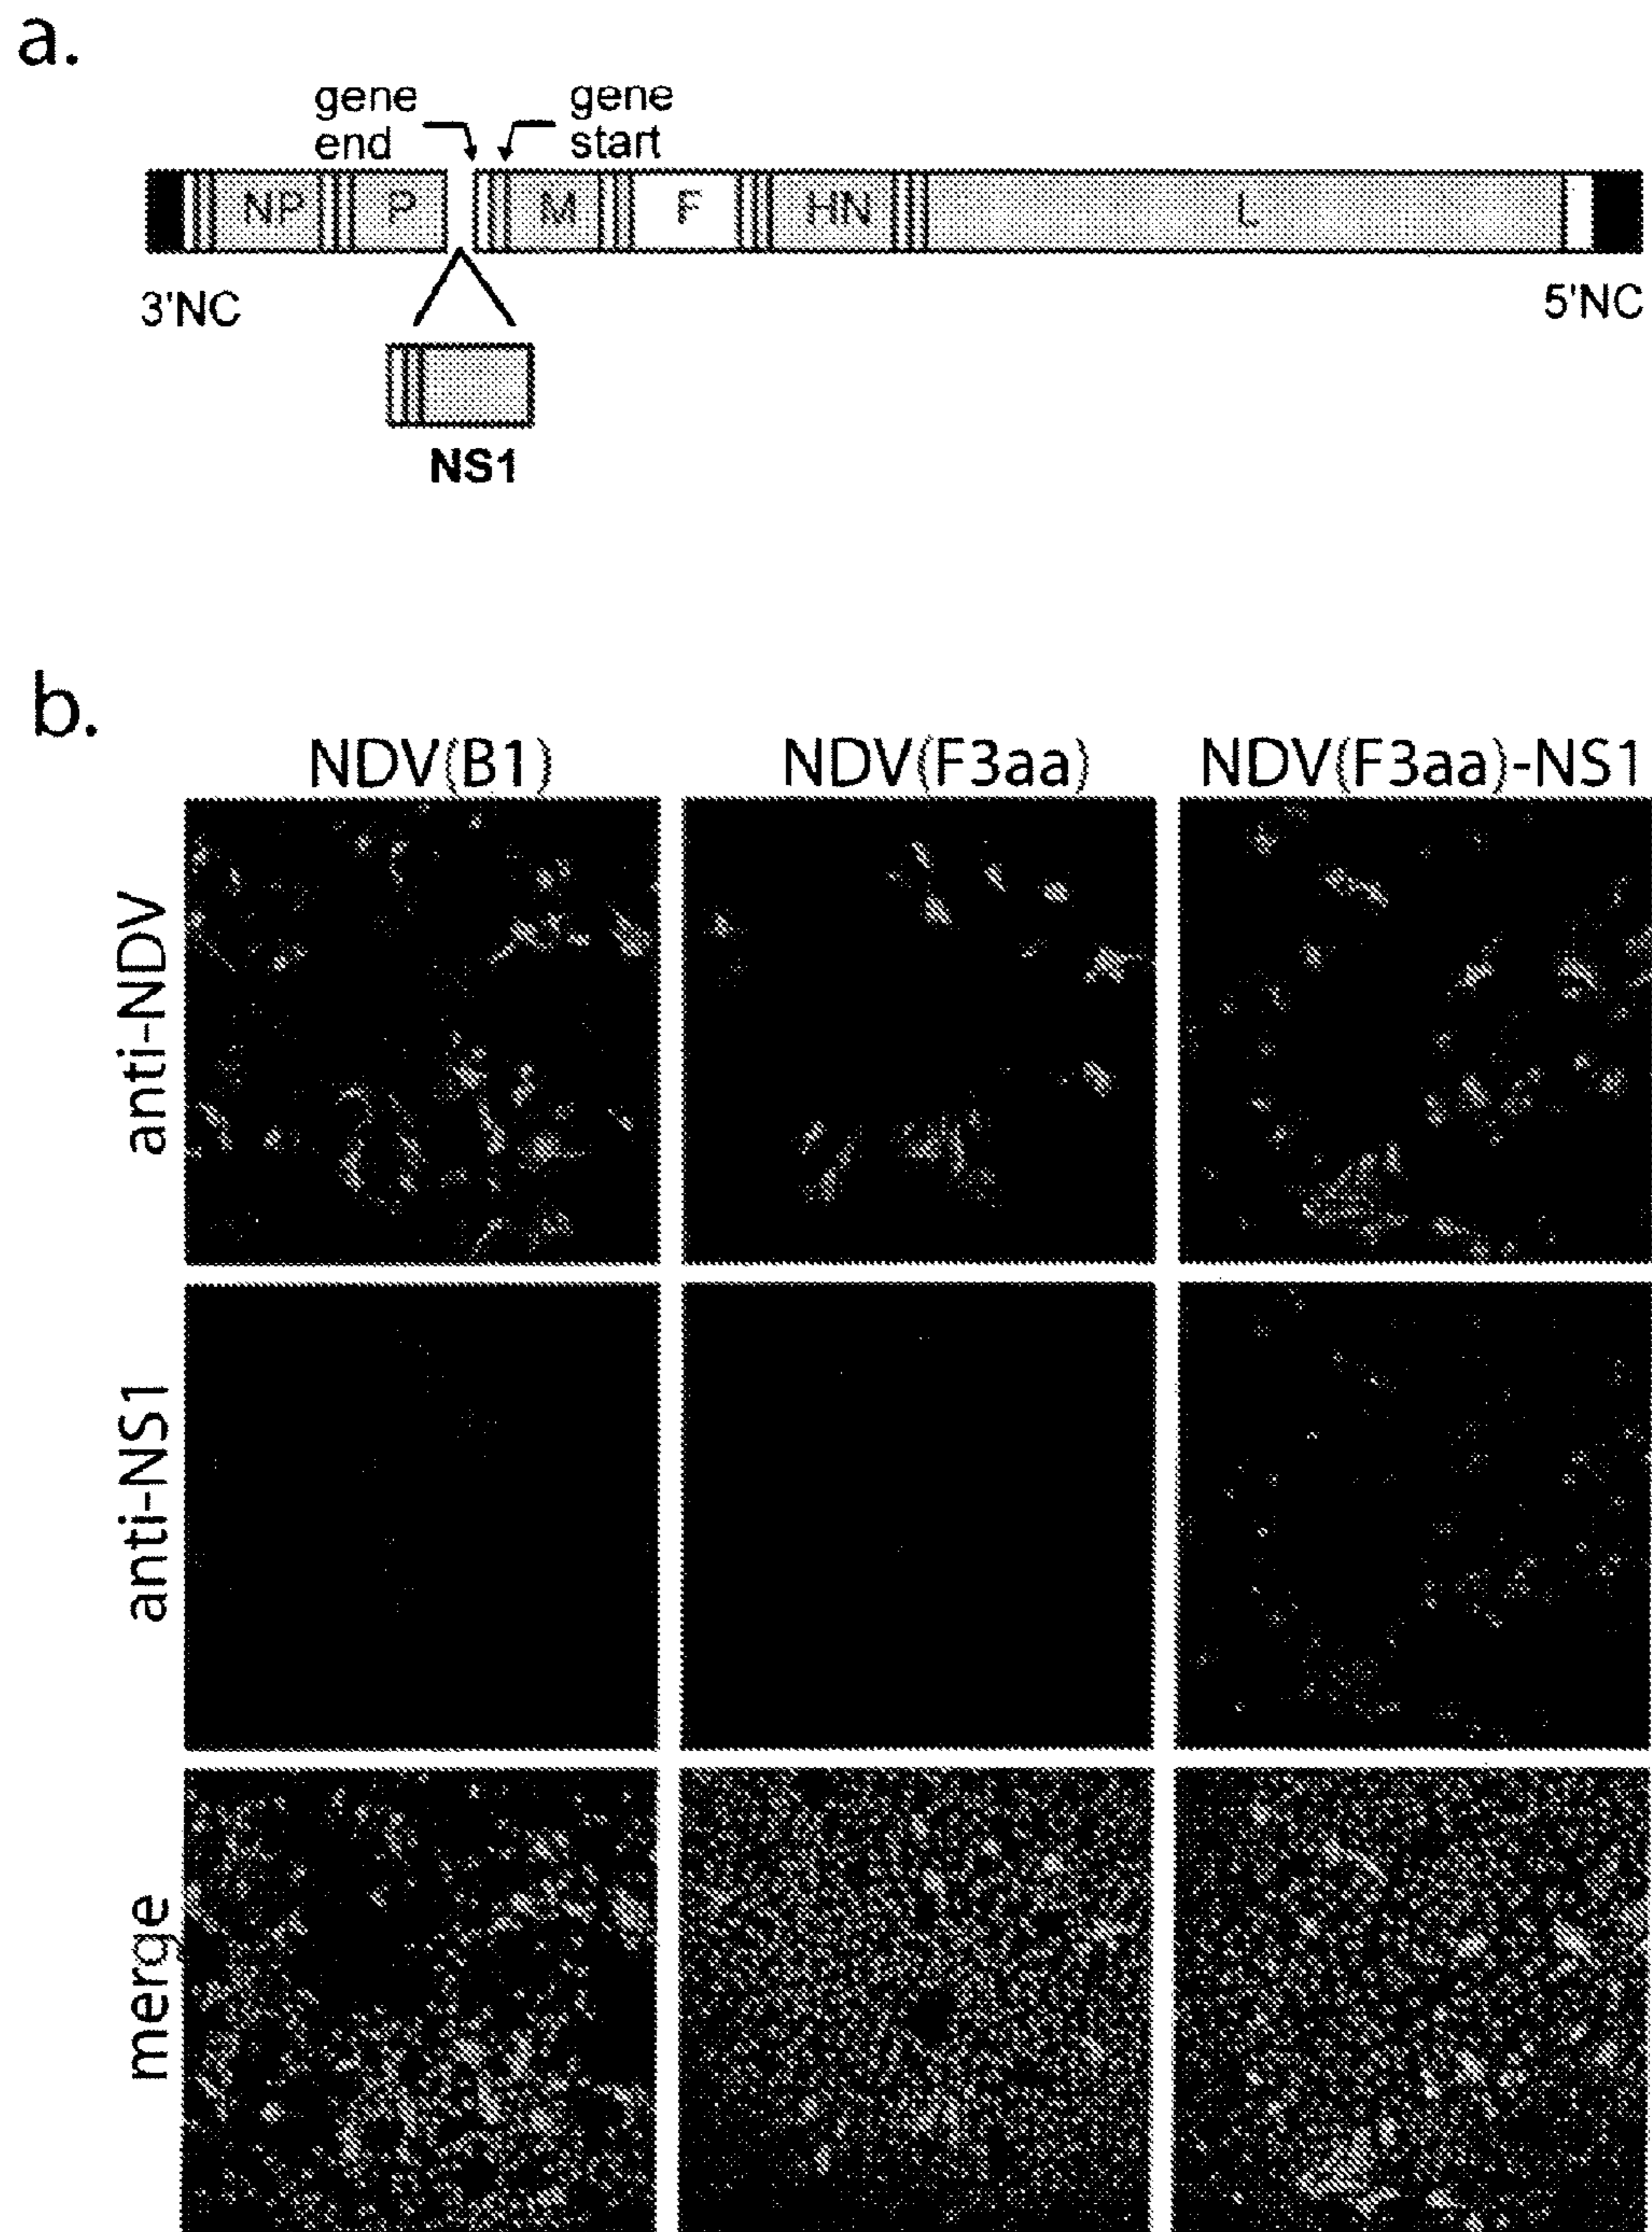 a.
gene end
gene start
NP P M F HN L
3'NC
5'NC
NS1
b.
NDV(B1) NDV(F3aa) NDV(F3aa)-NS1
anti-NDV
anti-NS1
merge